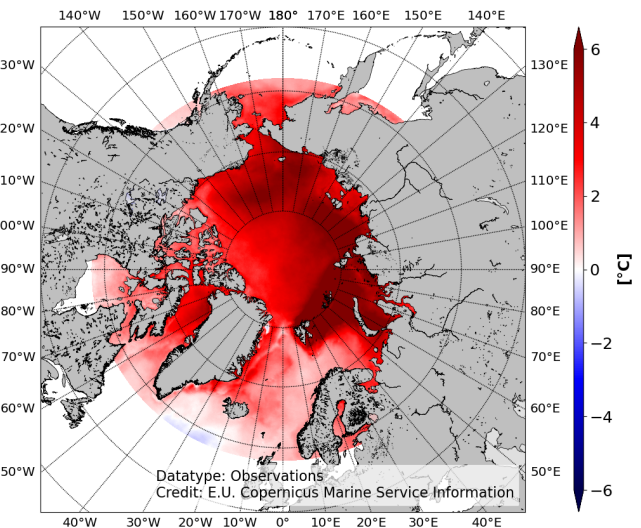 140°W 150°W 160°W 170°W 180° 170°E 160°E 150°E 140°E
30°W 130°E 6
20°W 120°E 4
10°W 110°E 2
00°W 100°E
90°W 90°E 0 [°C]
80°W 80°E
70°W 70°E −2
60°W 60°E −4
50°W 50°E −6
Datatype: Observations
Credit: E.U. Copernicus Marine Service Information
40°W 30°W 20°W 10°W 0° 10°E 20°E 30°E 40°E